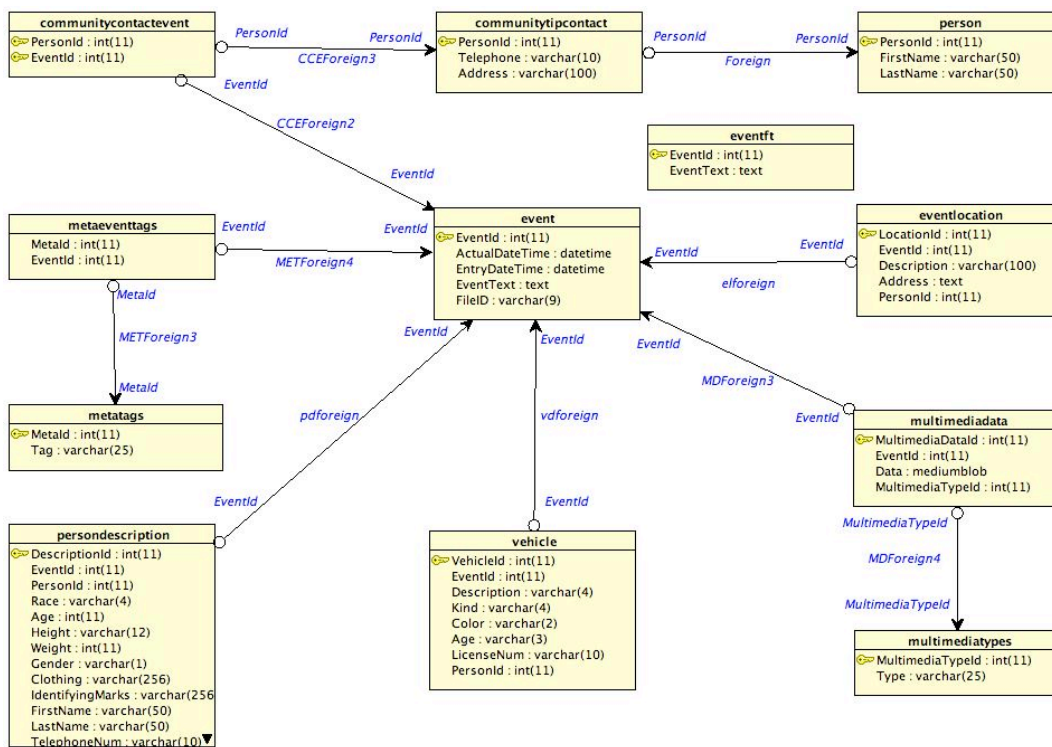 communitycontactevent
PersonId : int(11)
EventId : int(11)
PersonId
PersonId
CCEForeign3
communitytipcontact
PersonId : int(11)
Telephone : varchar(10)
Address : varchar(100)
PersonId
PersonId
Foreign
person
PersonId : int(11)
FirstName : varchar(50)
LastName : varchar(50)
EventId
CCEForeign2
EventId
eventft
EventId : int(11)
EventText : text
metaeventtags
MetaId : int(11)
EventId : int(11)
EventId
EventId
METForeign4
event
EventId : int(11)
ActualDateTime : datetime
EntryDateTime : datetime
EventText : text
FileID : varchar(9)
EventId
EventId
elforeign
eventlocation
LocationId : int(11)
EventId : int(11)
Description : varchar(100)
Address : text
PersonId : int(11)
MetaId
METForeign3
MetaId
metatags
MetaId : int(11)
Tag : varchar(25)
EventId
pdforeign
EventId
EventId
vdforeign
EventId
EventId
MDForeign3
EventId
multimediadata
MultimediaDataId : int(11)
EventId : int(11)
Data : mediumblob
MultimediaTypeId : int(11)
persondescription
DescriptionId : int(11)
EventId : int(11)
PersonId : int(11)
Race : varchar(4)
Age : int(11)
Height : varchar(12)
Weight : int(11)
Gender : varchar(1)
Clothing : varchar(256)
IdentifyingMarks : varchar(256
FirstName : varchar(50)
LastName : varchar(50)
TelephoneNum : varchar(10)
vehicle
VehicleId : int(11)
EventId : int(11)
Description : varchar(4)
Kind : varchar(4)
Color : varchar(2)
Age : varchar(3)
LicenseNum : varchar(10)
PersonId : int(11)
MultimediaTypeId
MDForeign4
MultimediaTypeId
multimediatypes
MultimediaTypeId : int(11)
Type : varchar(25)